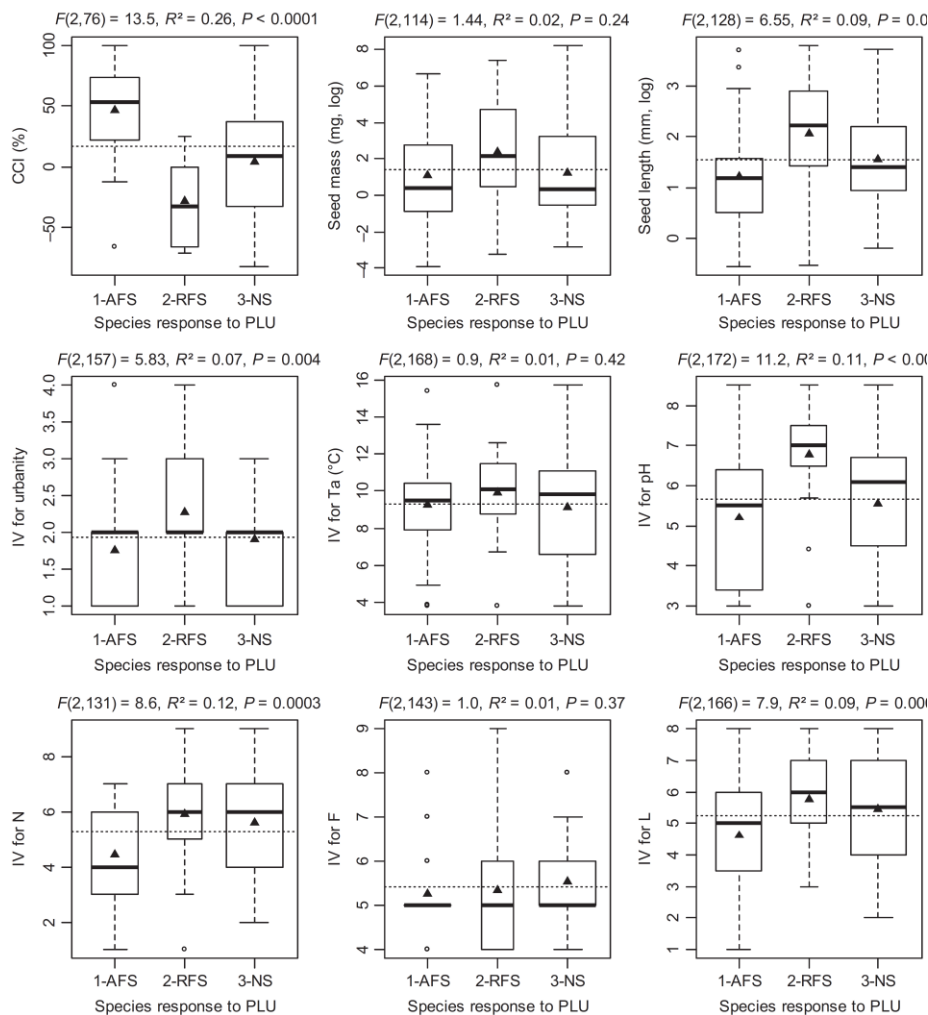 F(2,76) = 13.5, R² = 0.26, P < 0.0001
F(2,114) = 1.44, R² = 0.02, P = 0.24
F(2,128) = 6.55, R² = 0.09, P = 0.0
CCI (%)
100
50
0
−50
1-AFS 2-RFS 3-NS
Species response to PLU
Seed mass (mg, log)
8
6
4
2
0
−2
−4
1-AFS 2-RFS 3-NS
Species response to PLU
Seed length (mm, log)
3
2
1
0
1-AFS 2-RFS 3-NS
Species response to PLU
F(2,157) = 5.83, R² = 0.07, P = 0.004
F(2,168) = 0.9, R² = 0.01, P = 0.42
F(2,172) = 11.2, R² = 0.11, P < 0.00
IV for urbanity
4.0
3.5
3.0
2.5
2.0
1.5
1.0
1-AFS 2-RFS 3-NS
Species response to PLU
IV for Ta (°C)
16
14
12
10
8
6
4
1-AFS 2-RFS 3-NS
Species response to PLU
IV for pH
8
7
6
5
4
3
1-AFS 2-RFS 3-NS
Species response to PLU
F(2,131) = 8.6, R² = 0.12, P = 0.0003
F(2,143) = 1.0, R² = 0.01, P = 0.37
F(2,166) = 7.9, R² = 0.09, P = 0.00
IV for N
8
6
4
2
1-AFS 2-RFS 3-NS
Species response to PLU
IV for F
9
8
7
6
5
4
1-AFS 2-RFS 3-NS
Species response to PLU
IV for L
8
7
6
5
4
3
2
1
1-AFS 2-RFS 3-NS
Species response to PLU